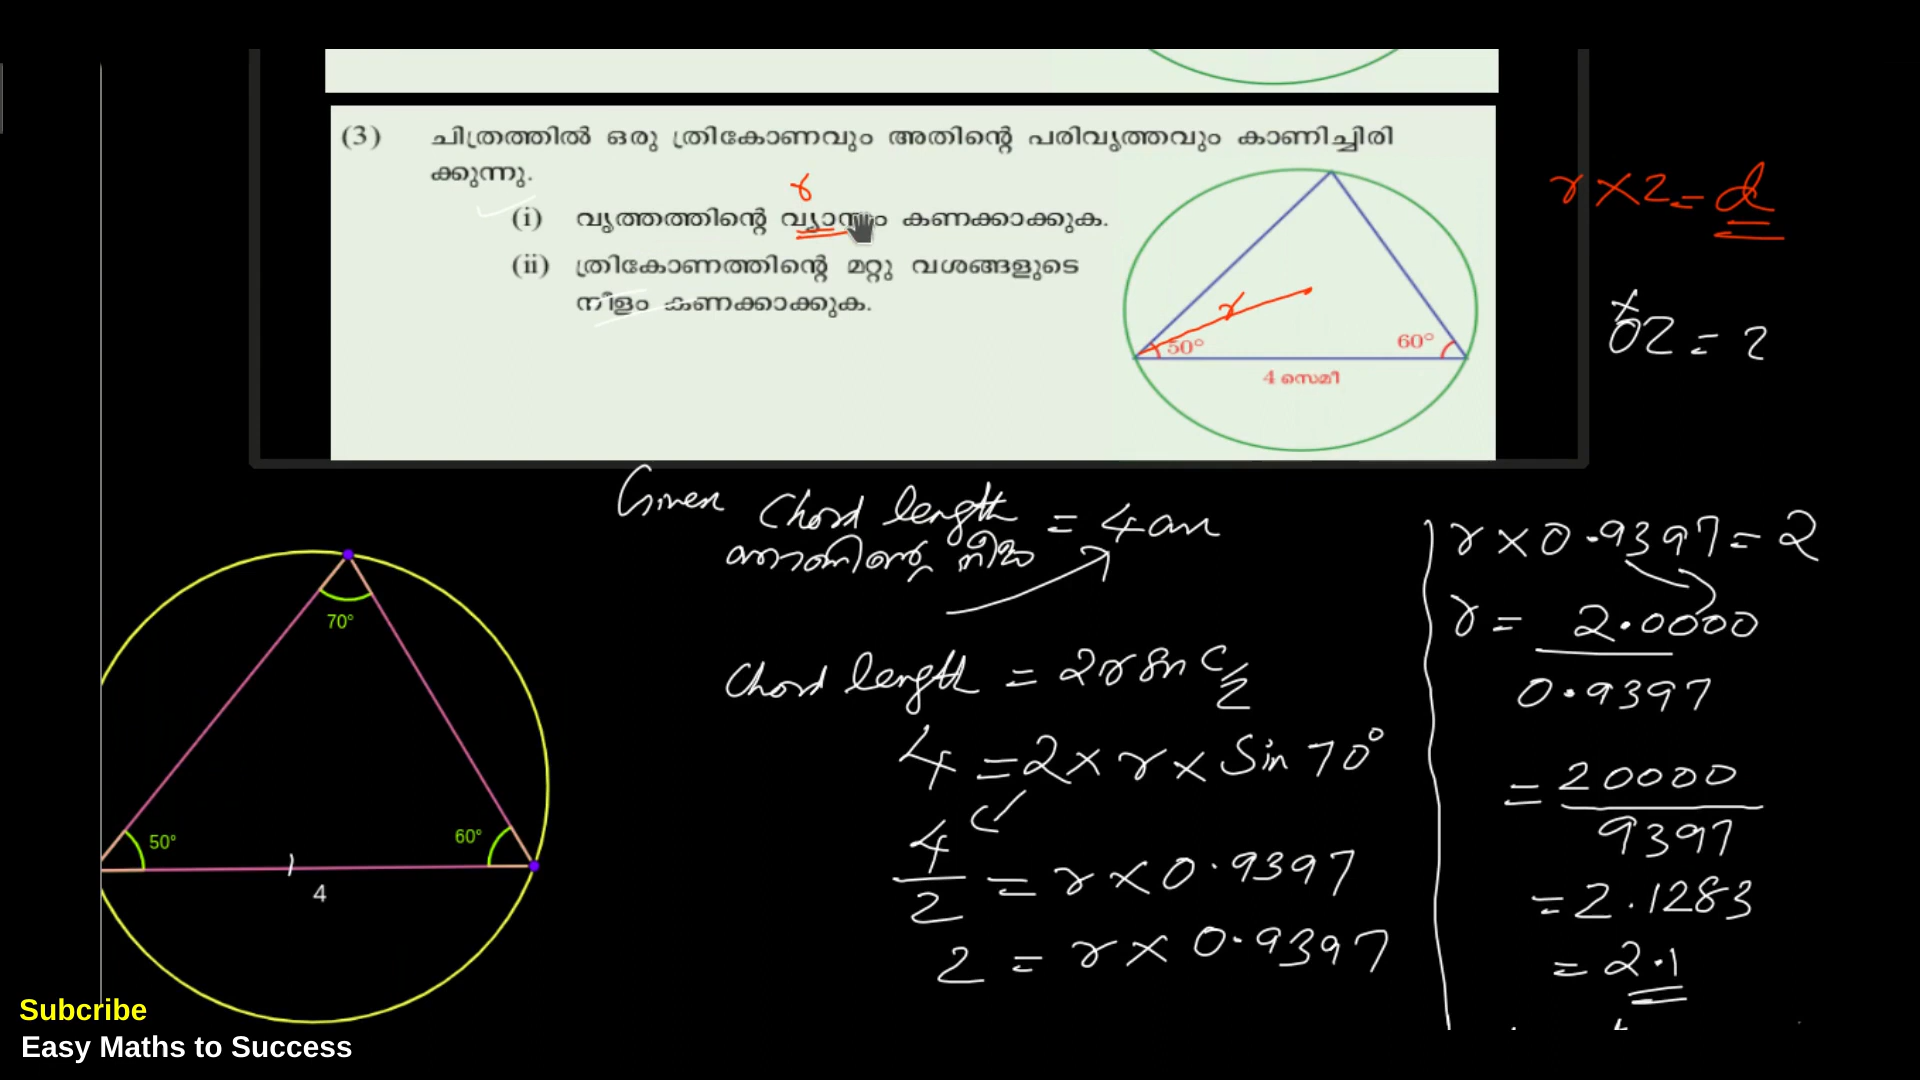 (3) ചിത്രത്തിൽ ഒരു ത്രികോണവും അതിന്റെ പരിവൃത്തവും കാണിച്ചിരി
ക്കുന്നു.
r
(i) വൃത്തത്തിന്റെ കണക്കാക്കുക.
(ii) ത്രികോണത്തിന്റെ മറ്റു വശങ്ങളുടെ
നീളം കണക്കാക്കുക.
r
50°
60°
4 സെമീ
r × 2 = d
70°
50°
60°
4
Given Chord length = 4cm
Chord length = 2r sin c/2
4 = 2 × r × Sin 70°
4/2 = r × 0.9397
2 = r × 0.9397
r × 0.9397 = 2
r = 2.0000
0.9397
= 20000
9397
= 2.1283
= 2.1
Subcribe
Easy Maths to Success